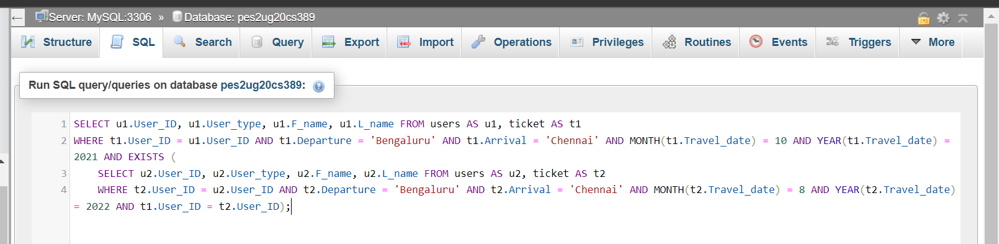 Server: MySQL:3306 » Database: pes2ug20cs389
Structure SQL Search Query Export Import Operations Privileges Routines Events Triggers More
Run SQL query/queries on database pes2ug20cs389:
1 SELECT u1.User_ID, u1.User_type, u1.F_name, u1.L_name FROM users AS u1, ticket AS t1
2 WHERE t1.User_ID = u1.User_ID AND t1.Departure = 'Bengaluru' AND t1.Arrival = 'Chennai' AND MONTH(t1.Travel_date) = 10 AND YEAR(t1.Travel_date) =
2021 AND EXISTS (
3 SELECT u2.User_ID, u2.User_type, u2.F_name, u2.L_name FROM users AS u2, ticket AS t2
4 WHERE t2.User_ID = u2.User_ID AND t2.Departure = 'Bengaluru' AND t2.Arrival = 'Chennai' AND MONTH(t2.Travel_date) = 8 AND YEAR(t2.Travel_date)
= 2022 AND t1.User_ID = t2.User_ID);